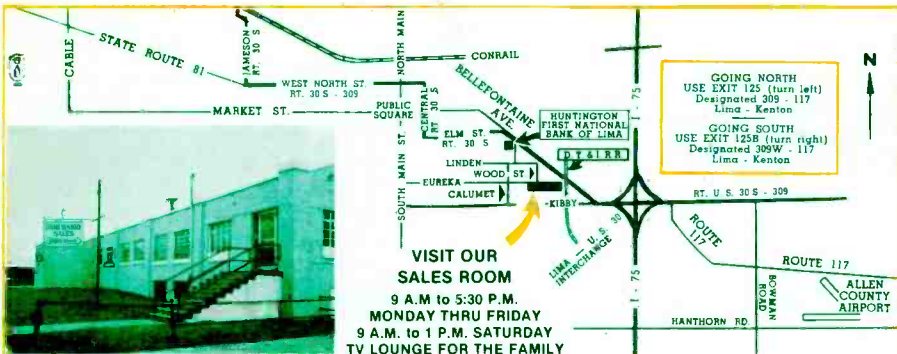 CABLE
STATE ROUTE 81
JAMESON
RT. 30 S
NORTH MAIN
CONRAIL
WEST NORTH ST.
RT. 30 S - 309
MARKET ST.
PUBLIC
SQUARE
CENTRAL
RT. 30 S
BELLEFONTAINE
AVE.
ELM ST.
RT. 30 S
HUNTINGTON
FIRST NATIONAL
BANK OF LIMA
D T & I R R
LINDEN
WOOD ST
EUREKA
CALUMET
SOUTH MAIN ST.
KIBBY
LIMA - U.S. 30
INTERCHANGE
I - 75
I - 75
GOING NORTH
USE EXIT 125 (turn left)
Designated 309 - 117
Lima - Kenton
GOING SOUTH
USE EXIT 125B (turn right)
Designated 309W - 117
Lima - Kenton
N
RT. U.S. 30S - 309
ROUTE
117
ROUTE 117
BOWMAN
ROAD
ALLEN
COUNTY
AIRPORT
HANTHORN RD.
SALES
VISIT OUR
SALES ROOM
9 A.M to 5:30 P.M.
MONDAY THRU FRIDAY
9 A.M. to 1 P.M. SATURDAY
TV LOUNGE FOR THE FAMILY